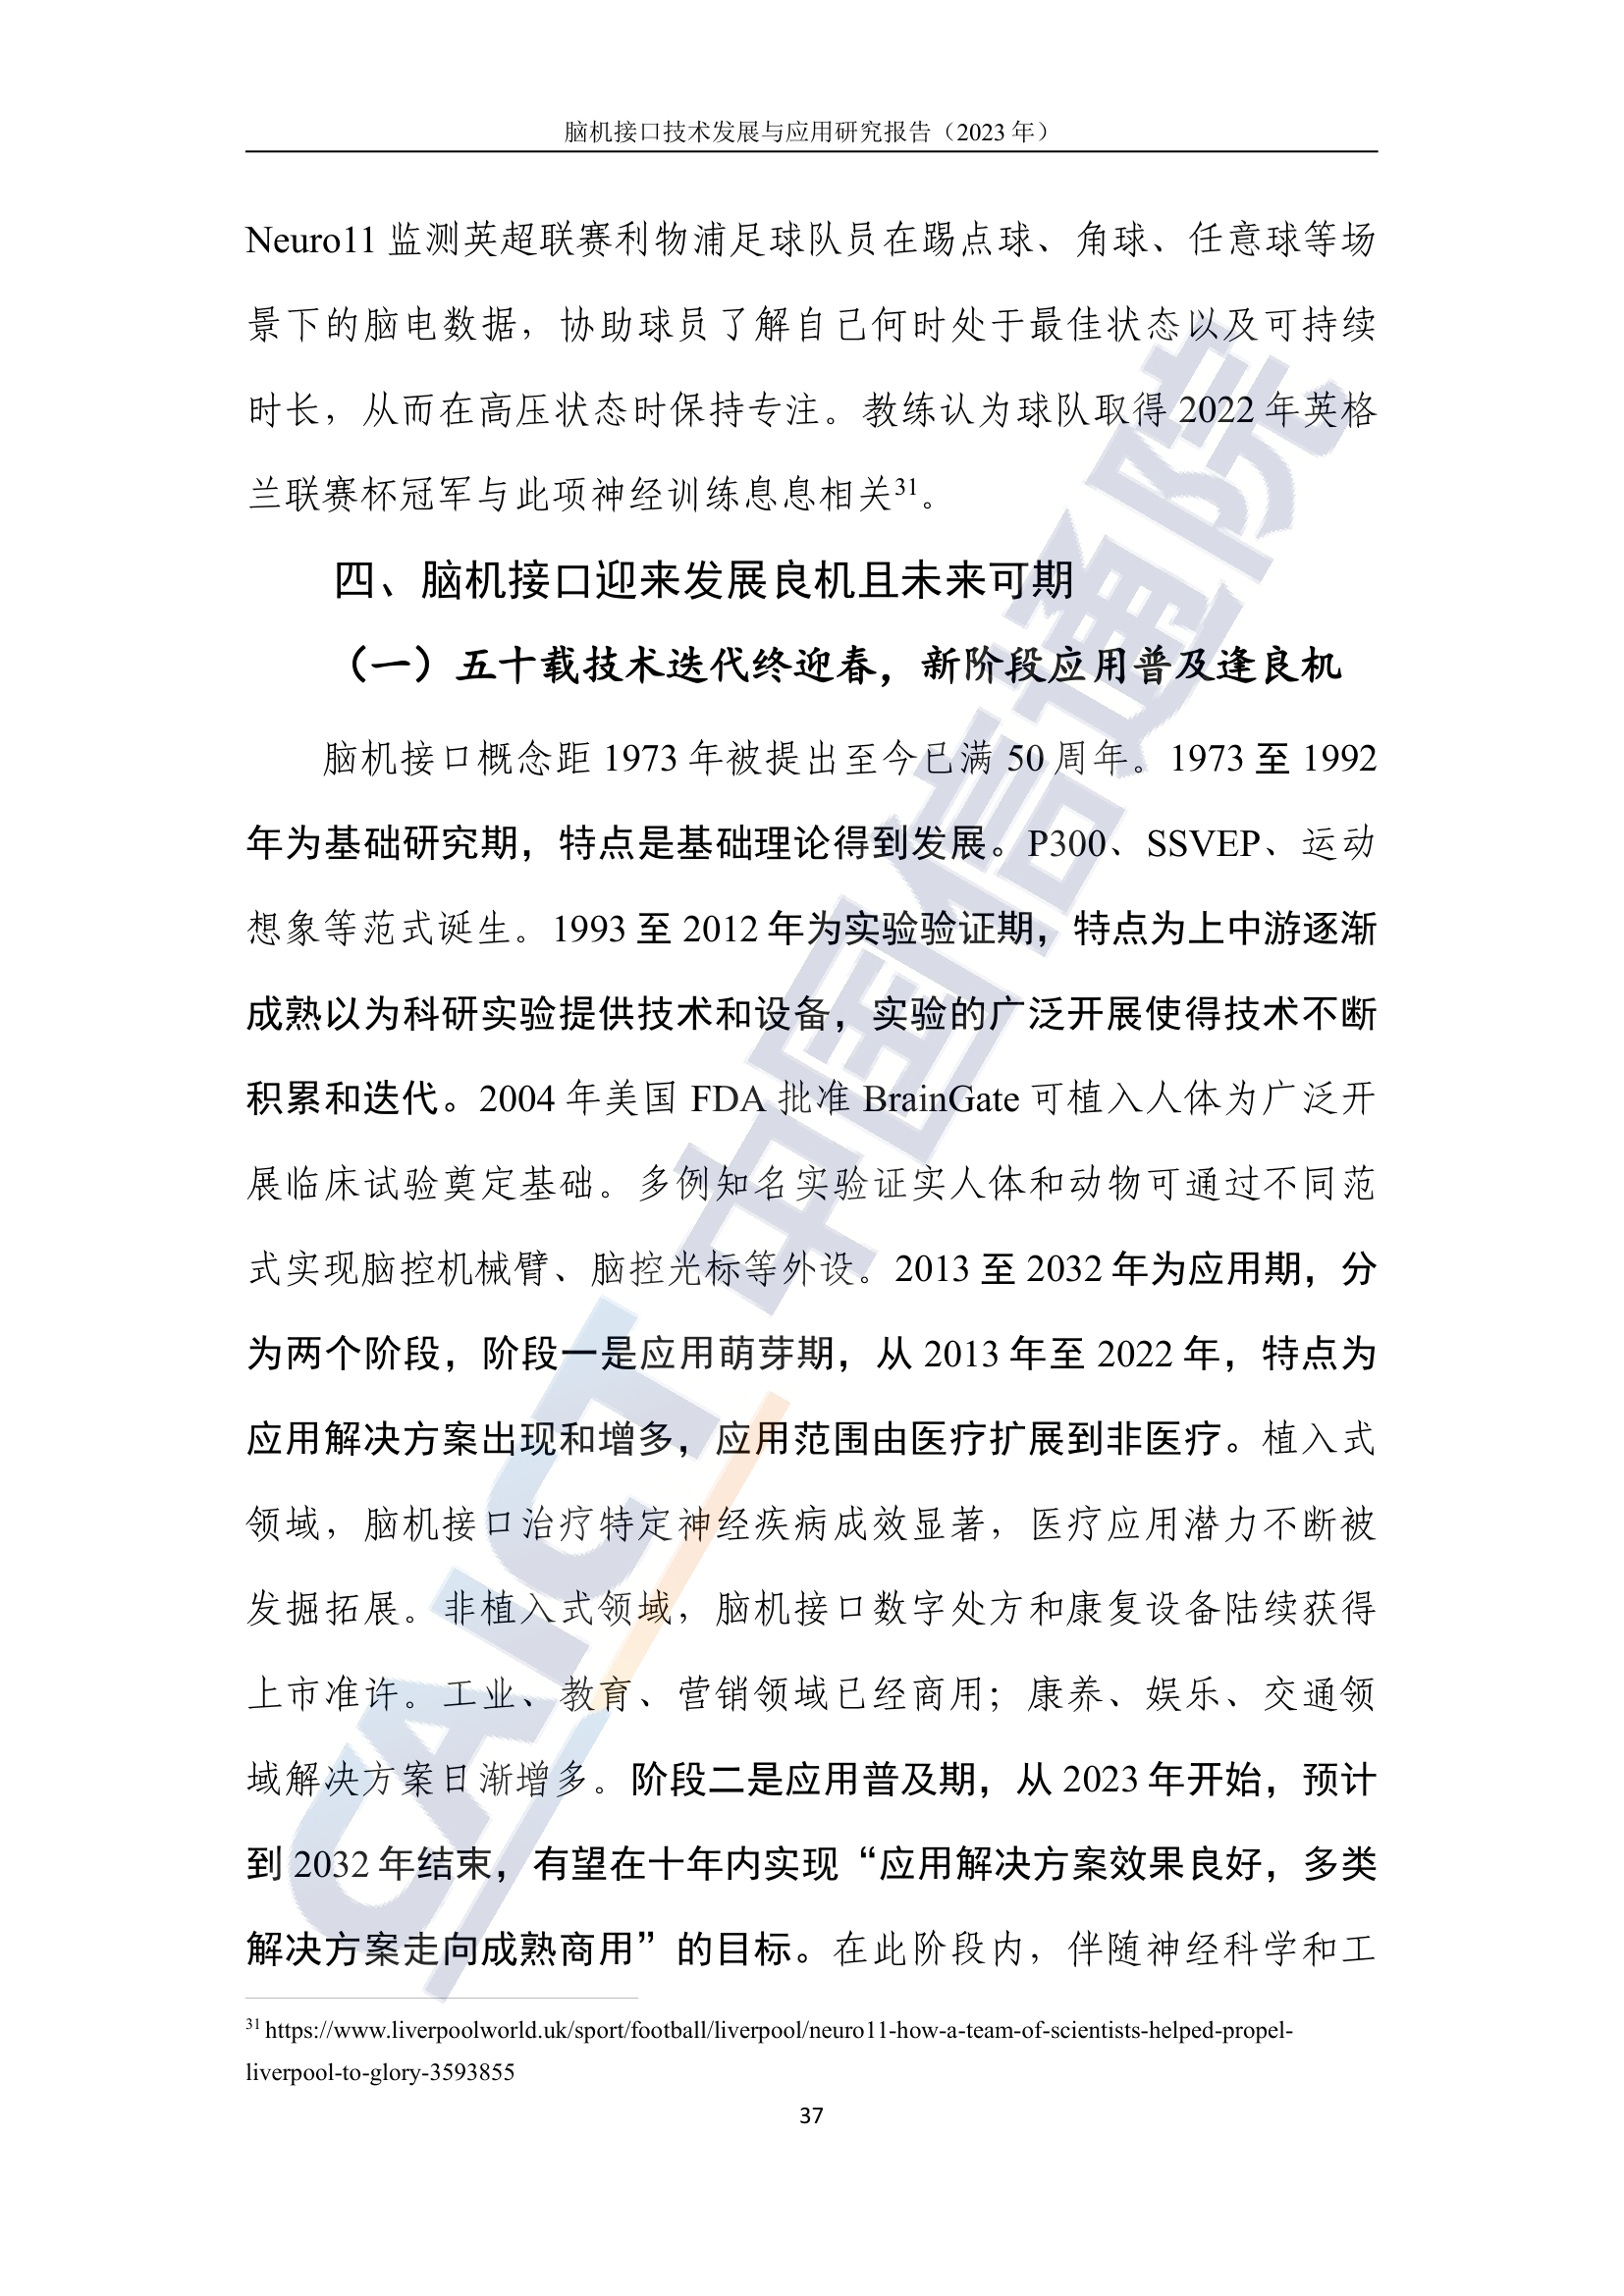 脑机接口技术发展与应用研究报告（2023 年）
Neuro11 监测英超联赛利物浦足球队员在踢点球、角球、任意球等场
景下的脑电数据，协助球员了解自己何时处于最佳状态以及可持续
时长，从而在高压状态时保持专注。教练认为球队取得 2022 年英格
兰联赛杯冠军与此项神经训练息息相关31。
四、脑机接口迎来发展良机且未来可期
（一）五十载技术迭代终迎春，新阶段应用普及逢良机
脑机接口概念距 1973 年被提出至今已满 50 周年。1973 至 1992
年为基础研究期，特点是基础理论得到发展。P300、SSVEP、运动
想象等范式诞生。1993 至 2012 年为实验验证期，特点为上中游逐渐
成熟以为科研实验提供技术和设备，实验的广泛开展使得技术不断
积累和迭代。2004 年美国 FDA 批准 BrainGate 可植入人体为广泛开
展临床试验奠定基础。多例知名实验证实人体和动物可通过不同范
式实现脑控机械臂、脑控光标等外设。2013 至 2032 年为应用期，分
为两个阶段，阶段一是应用萌芽期，从 2013 年至 2022 年，特点为
应用解决方案出现和增多，应用范围由医疗扩展到非医疗。植入式
领域，脑机接口治疗特定神经疾病成效显著，医疗应用潜力不断被
发掘拓展。非植入式领域，脑机接口数字处方和康复设备陆续获得
上市准许。工业、教育、营销领域已经商用；康养、娱乐、交通领
域解决方案日渐增多。阶段二是应用普及期，从 2023 年开始，预计
到 2032 年结束，有望在十年内实现“应用解决方案效果良好，多类
解决方案走向成熟商用”的目标。在此阶段内，伴随神经科学和工
31 https://www.liverpoolworld.uk/sport/football/liverpool/neuro11-how-a-team-of-scientists-helped-propel-
liverpool-to-glory-3593855
37
CAICT 中国信通院